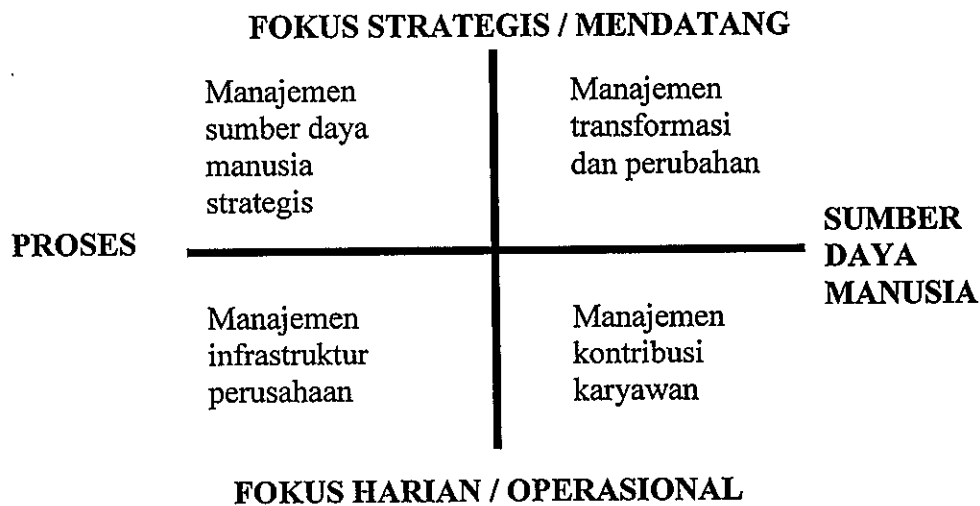 FOKUS STRATEGIS / MENDATANG
Manajemen
sumber daya
manusia
strategis
Manajemen
transformasi
dan perubahan
PROSES
SUMBER
DAYA
MANUSIA
Manajemen
infrastruktur
perusahaan
Manajemen
kontribusi
karyawan
FOKUS HARIAN / OPERASIONAL